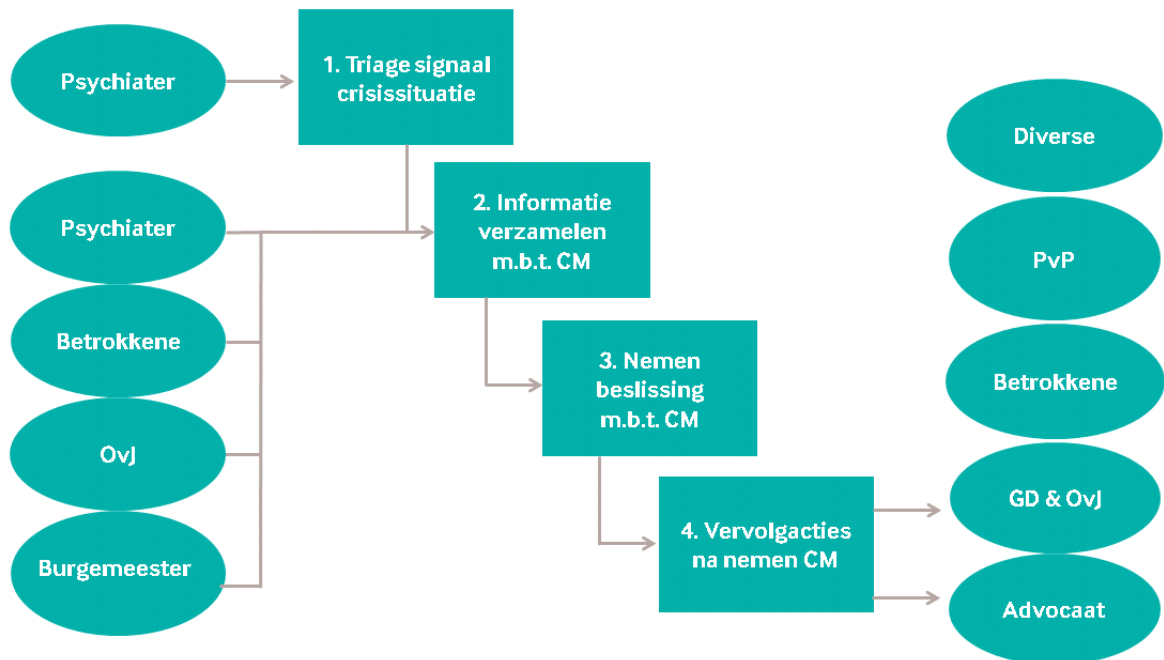 Psychiater
1. Triage signaal
crisissituatie
Psychiater
Betrokkene
OvJ
Burgemeester
2. Informatie
verzamelen
m.b.t. CM
3. Nemen
beslissing
m.b.t. CM
4. Vervolgacties
na nemen CM
Diverse
PvP
Betrokkene
GD & OvJ
Advocaat